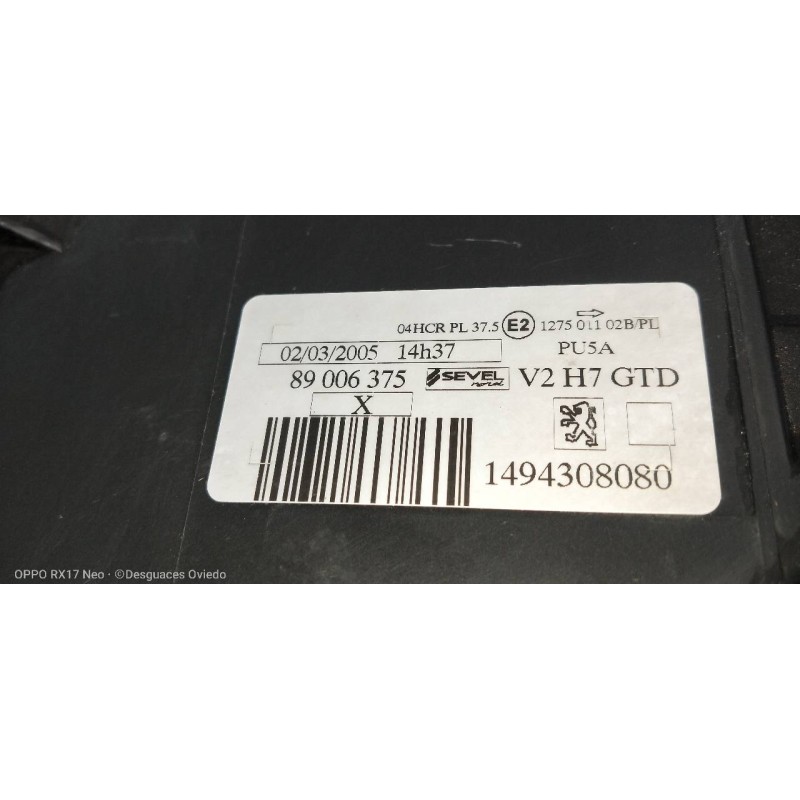 04HCR PL 37.5 E2 1275 011 02B/PL
02/03/2005 14h37 PU5A
89 006 375 SEVEL nord V2 H7 GTD
X
1494308080
OPPO RX17 Neo · ©Desguaces Oviedo